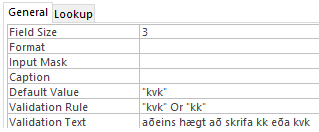 General Lookup
Field Size 3
Format
Input Mask
Caption
Default Value "kvk"
Validation Rule "kvk" Or "kk"
Validation Text aðeins hægt að skrifa kk eða kvk